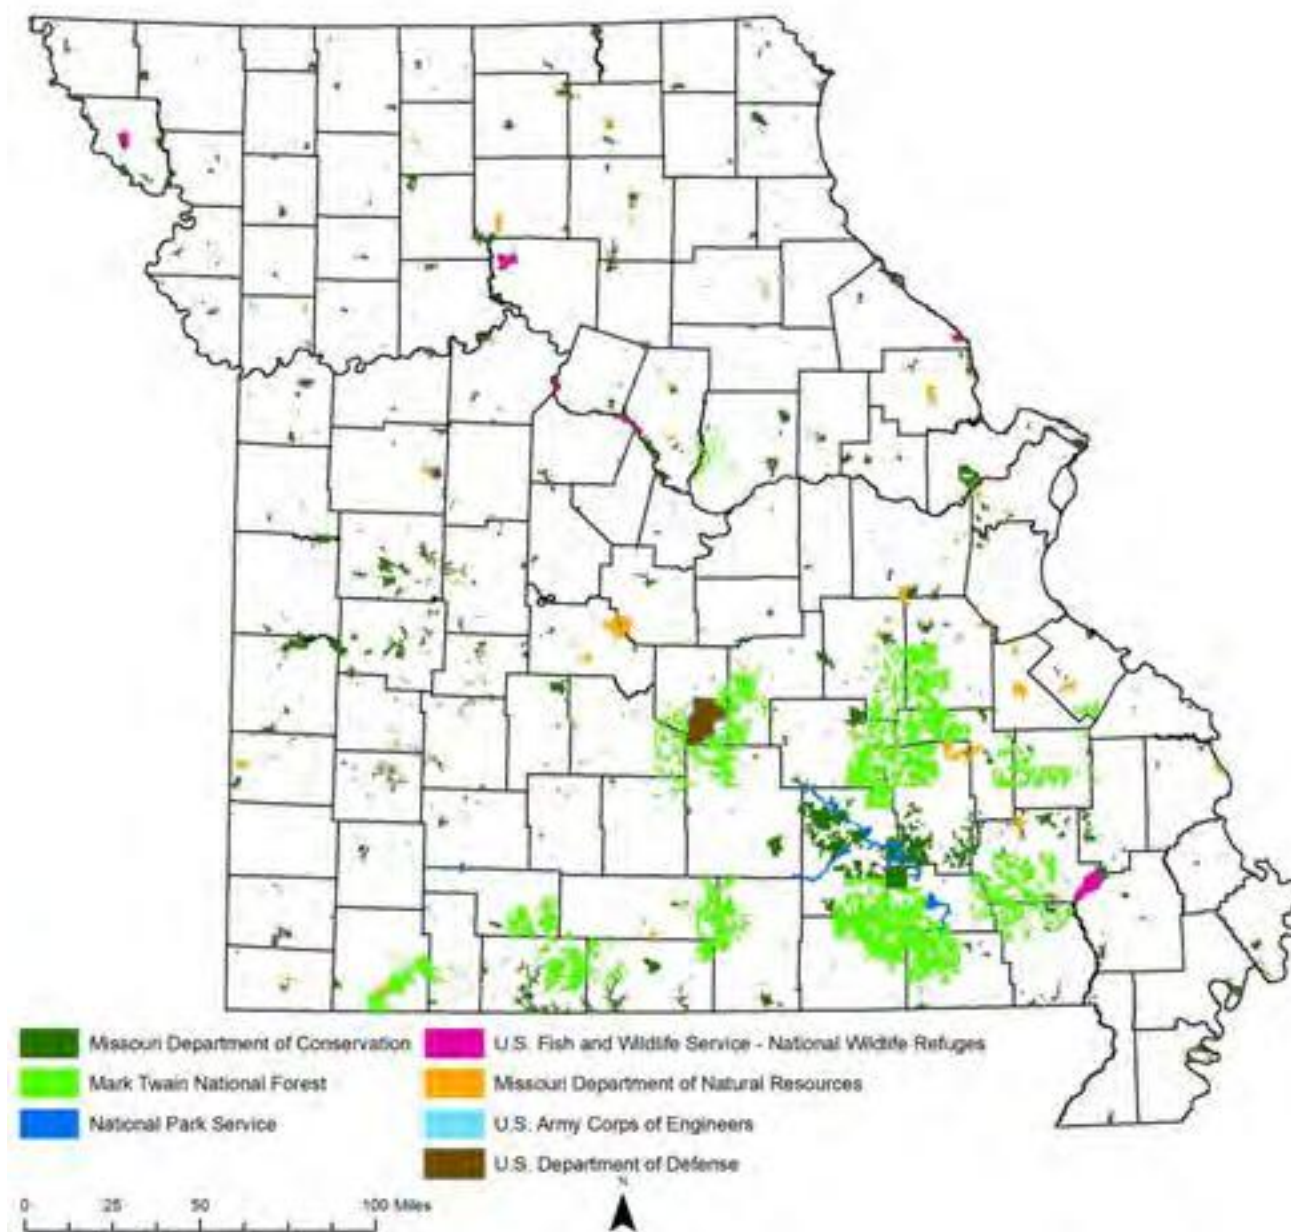 Missouri Department of Conservation
Mark Twain National Forest
National Park Service
U.S. Fish and Wildlife Service - National Wildlife Refuges
Missouri Department of Natural Resources
U.S. Army Corps of Engineers
U.S. Department of Defense
0 25 50 100 Miles
N